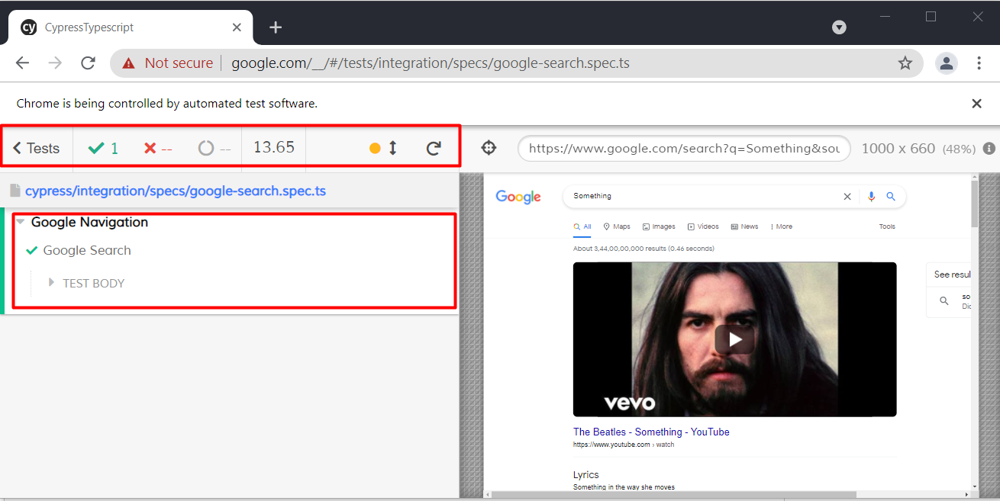 cy CypressTypescript
Not secure google.com/__/#/tests/integration/specs/google-search.spec.ts
Chrome is being controlled by automated test software.
Tests 1 -- -- 13.65 https://www.google.com/search?q=Something&sou 1000 x 660 (48%)
cypress/integration/specs/google-search.spec.ts
Google Navigation
Google Search
TEST BODY
Google Something
All Maps Images Videos News More Tools
About 3,44,00,00,000 results (0.46 seconds)
vevo
See resul
so
Dic
The Beatles - Something - YouTube
https://www.youtube.com › watch
Lyrics
Something in the way she moves